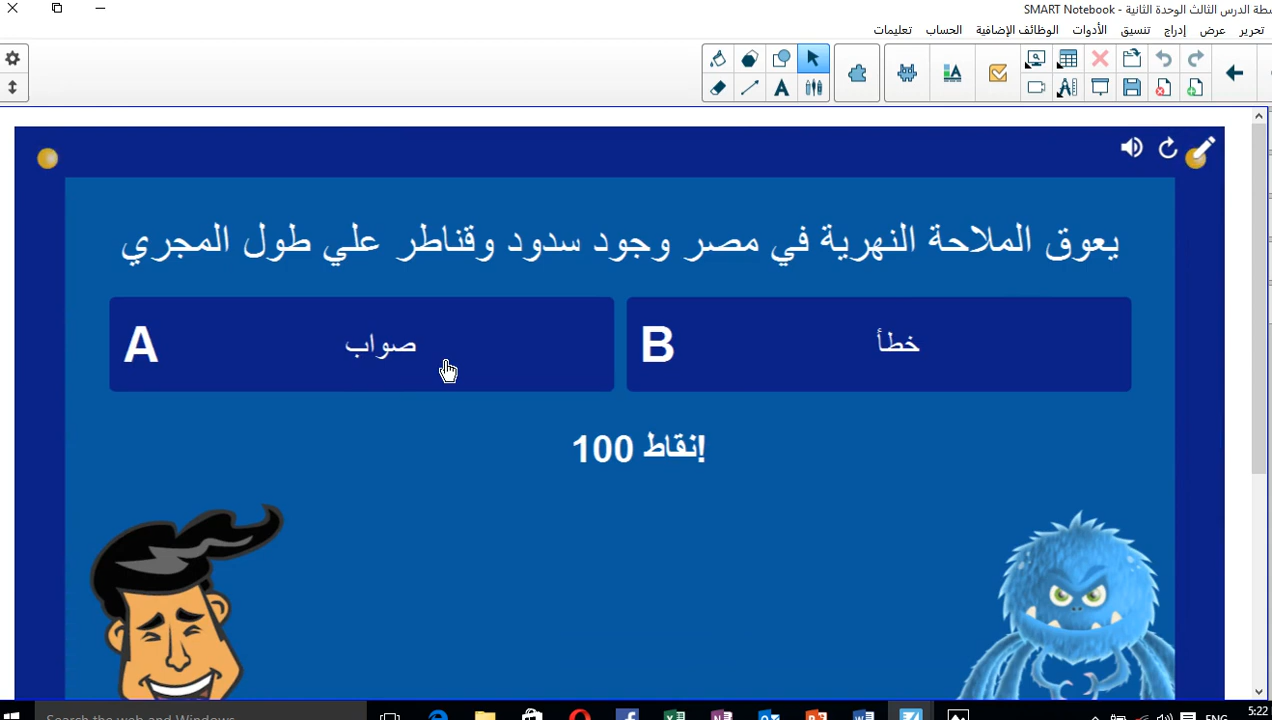 سطة الدرس الثالث الوحدة الثانية - SMART Notebook
تحرير عرض إدراج تنسيق الأدوات الوظائف الإضافية الحساب تعليمات
يعوق الملاحة النهرية في مصر وجود سدود وقناطر علي طول المجري
A صواب
B خطأ
100 نقاط!
Search the web and Windows
ENG
5:22